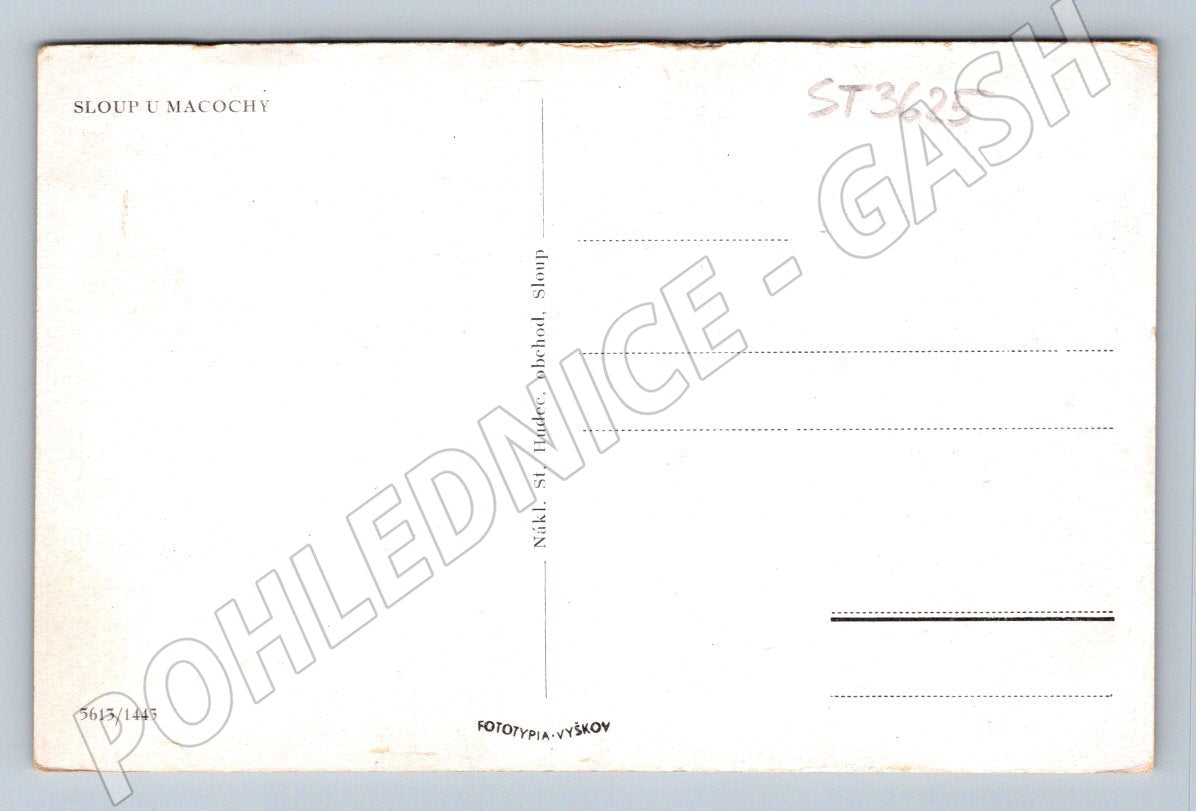 SLOUP U MACOCHY
ST3625
Nákl. St. Hudec, obchod, Sloup
5613/1445
FOTOTYPIA-VYŠKOV
POHLEDNICE - GASH